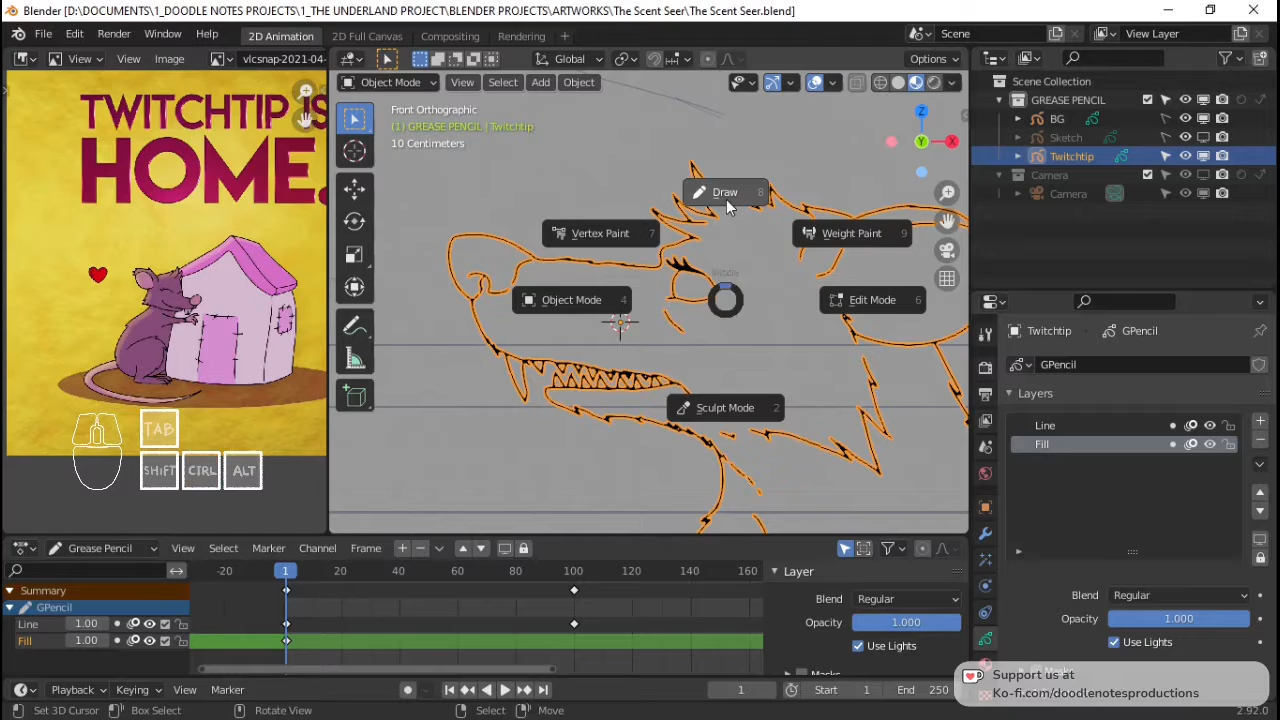 Blender [D:\DOCUMENTS\1_DOODLE NOTES PROJECTS\1_THE UNDERLAND PROJECT\BLENDER PROJECTS\ARTWORKS\The Scent Seer\The Scent Seer.blend]
File Edit Render Window Help 2D Animation 2D Full Canvas Compositing Rendering Scene View Layer
View View Image vlcsnap-2021-04- Global Options
Object Mode View Select Add Object
Front Orthographic
(1) GREASE PENCIL | Twitchtip
10 Centimeters
TWITCHTIP IS
HOME.
TAB
SHIFT CTRL ALT
Draw 8
Vertex Paint 7
Weight Paint 9
Object Mode 4
Edit Mode 6
Sculpt Mode 2
Z
Y
X
Scene Collection
GREASE PENCIL
BG
Sketch
Twitchtip
Camera
Camera
Twitchtip GPencil
GPencil
Layers
Line
Fill
Blend Regular
Opacity 1.000
Use Lights
Grease Pencil View Select Marker Channel Frame
-20 1 20 40 60 80 100 120 140 160
Summary
GPencil
Line 1.00
Fill 1.00
Layer
Blend Regular
Opacity 1.000
Use Lights
Masks
Playback Keying View Marker 1 Start 1 End 250
Support us at
Ko-fi.com/doodlenotesproductions
Set 3D Cursor Box Select Rotate View Select Move 2.92.0